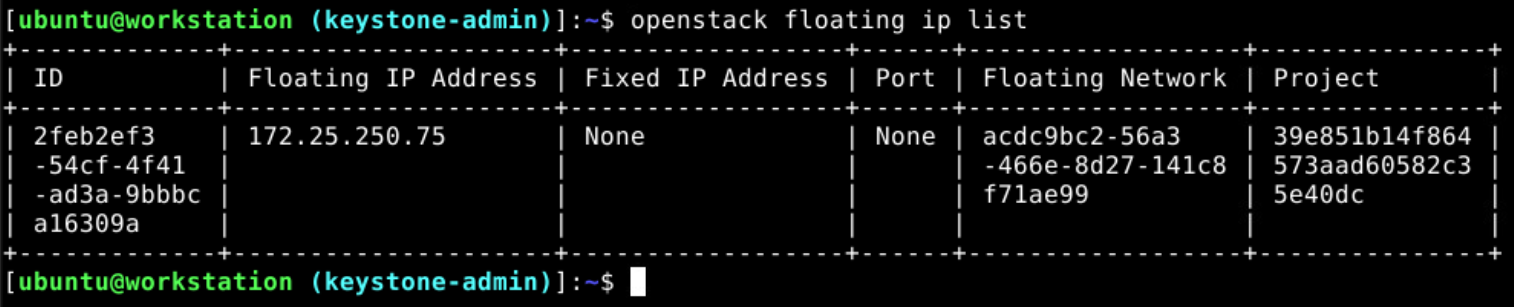 [ubuntu@workstation (keystone-admin)]:~$ openstack floating ip list
+--------------+---------------------+------------------+------+------------------+---------------+
| ID           | Floating IP Address | Fixed IP Address | Port | Floating Network | Project       |
+--------------+---------------------+------------------+------+------------------+---------------+
| 2feb2ef3     | 172.25.250.75       | None             | None | acdc9bc2-56a3    | 39e851b14f864 |
| -54cf-4f41   |                     |                  |      | -466e-8d27-141c8 | 573aad60582c3 |
| -ad3a-9bbbc  |                     |                  |      | f71ae99          | 5e40dc        |
| a16309a      |                     |                  |      |                  |               |
+--------------+---------------------+------------------+------+------------------+---------------+
[ubuntu@workstation (keystone-admin)]:~$